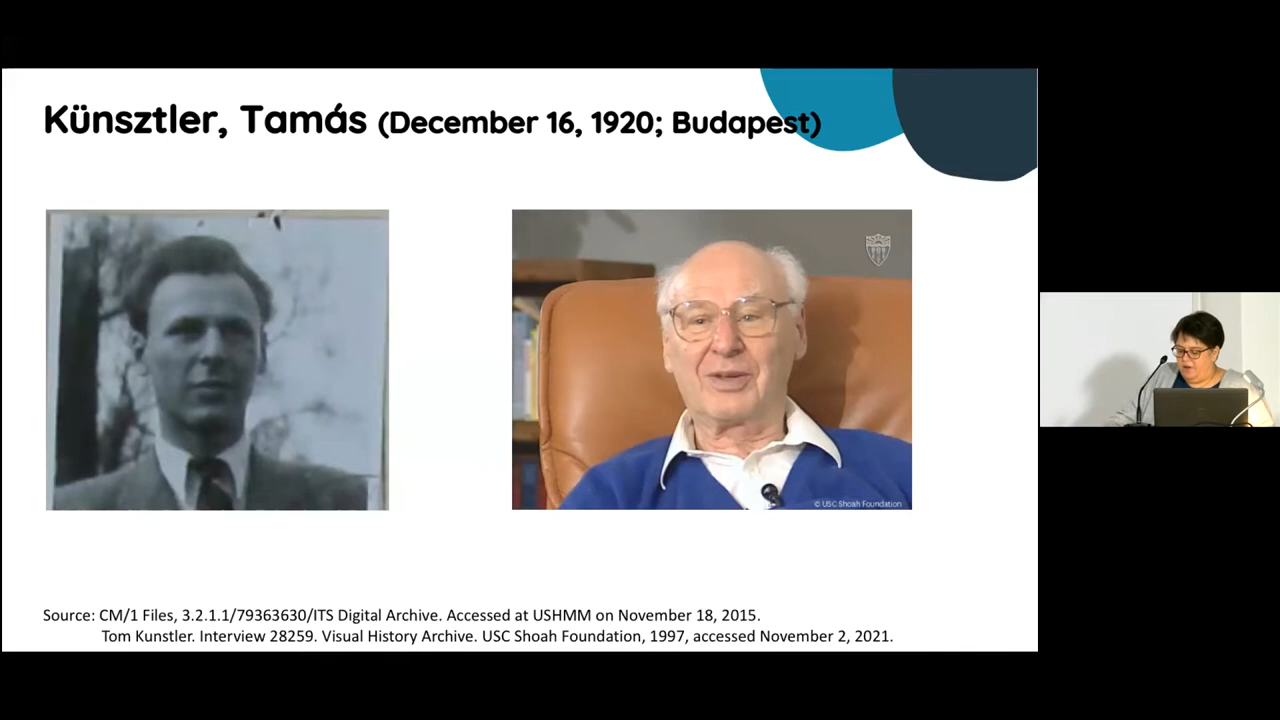 Künsztler, Tamás (December 16, 1920; Budapest)
© USC Shoah Foundation
Source: CM/1 Files, 3.2.1.1/79363630/ITS Digital Archive. Accessed at USHMM on November 18, 2015.
Tom Kunstler. Interview 28259. Visual History Archive. USC Shoah Foundation, 1997, accessed November 2, 2021.